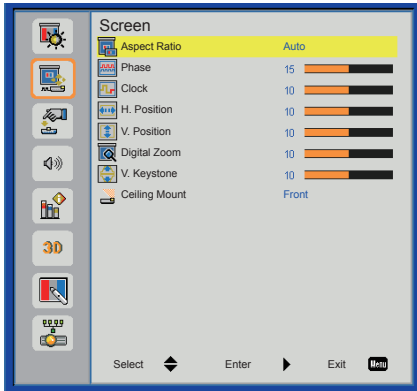 Screen
Aspect Ratio Auto
Phase 15
Clock 10
H. Position 10
V. Position 10
Digital Zoom 10
V. Keystone 10
Ceiling Mount Front
3D
Select Enter Exit Menu